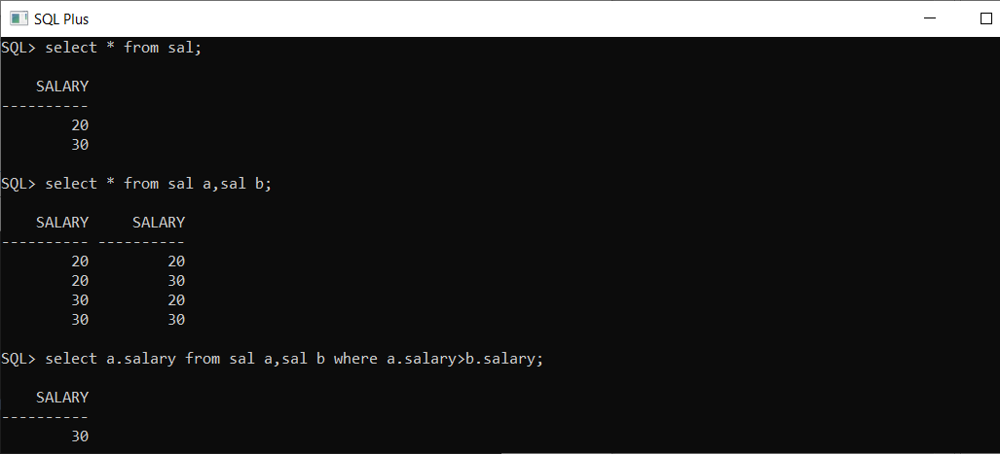 SQL Plus
SQL> select * from sal;
SALARY
----------
20
30
SQL> select * from sal a,sal b;
SALARY     SALARY
---------- ----------
20         20
20         30
30         20
30         30
SQL> select a.salary from sal a,sal b where a.salary>b.salary;
SALARY
----------
30